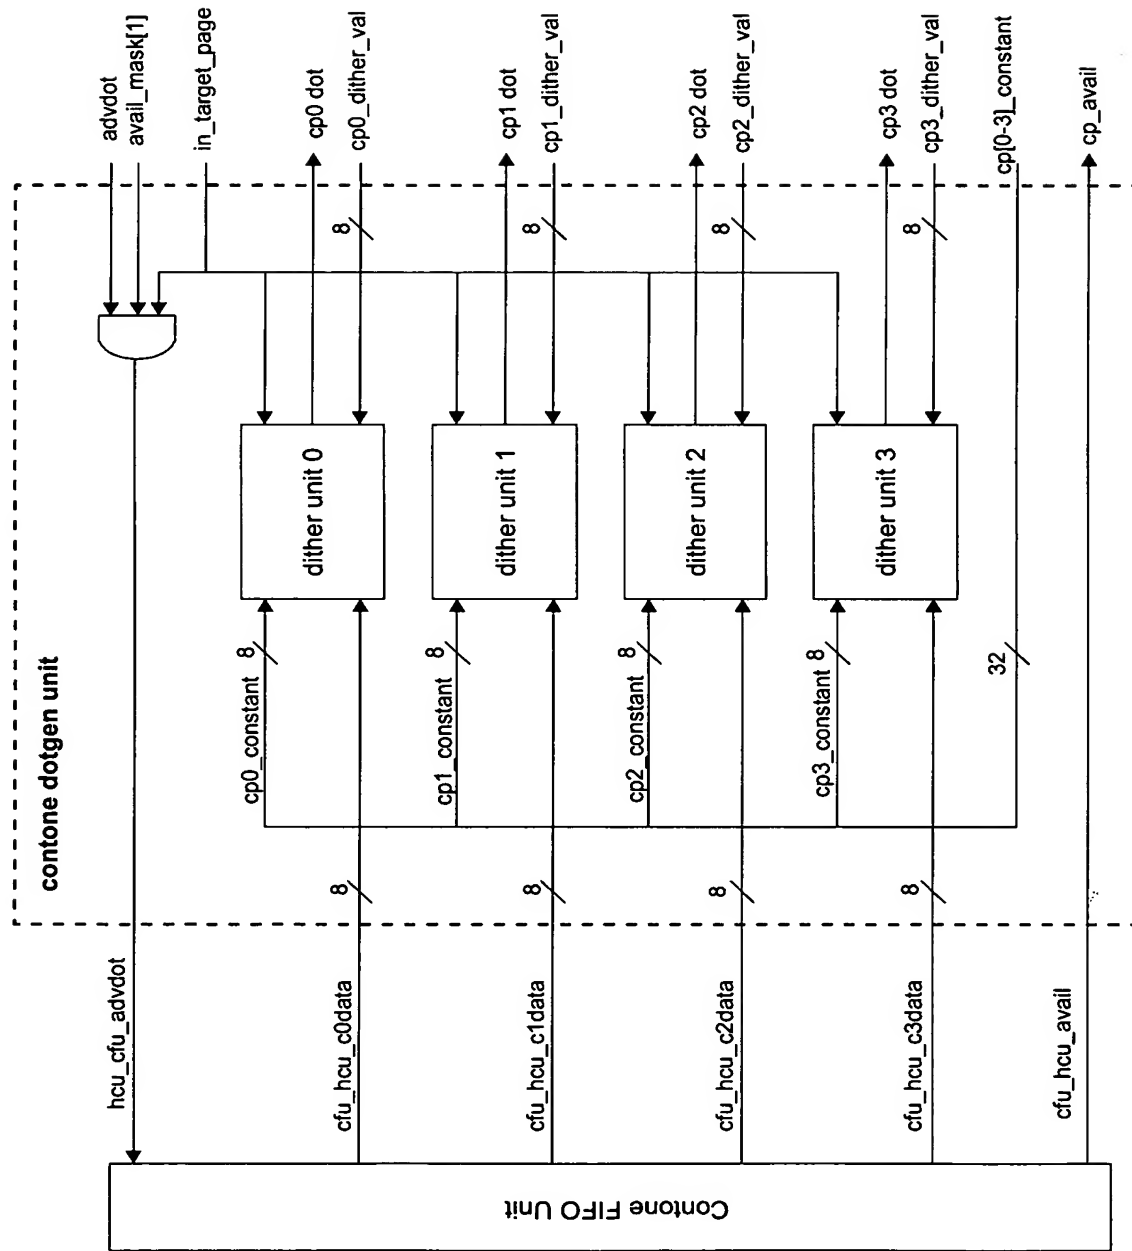 advdot
avail_mask[1]
in_target_page
cp0 dot
cp0_dither_val
cp1 dot
cp1_dither_val
cp2 dot
cp2_dither_val
cp3 dot
cp3_dither_val
cp[0-3]_constant
cp_avail
8
8
8
8
dither unit 0
dither unit 1
dither unit 2
dither unit 3
8
cp0_constant
8
cp1_constant
8
cp2_constant
8
cp3_constant
32
contone dotgen unit
8
8
8
8
hcu_cfu_advdot
cfu_hcu_c0data
cfu_hcu_c1data
cfu_hcu_c2data
cfu_hcu_c3data
cfu_hcu_avail
Contone FIFO Unit